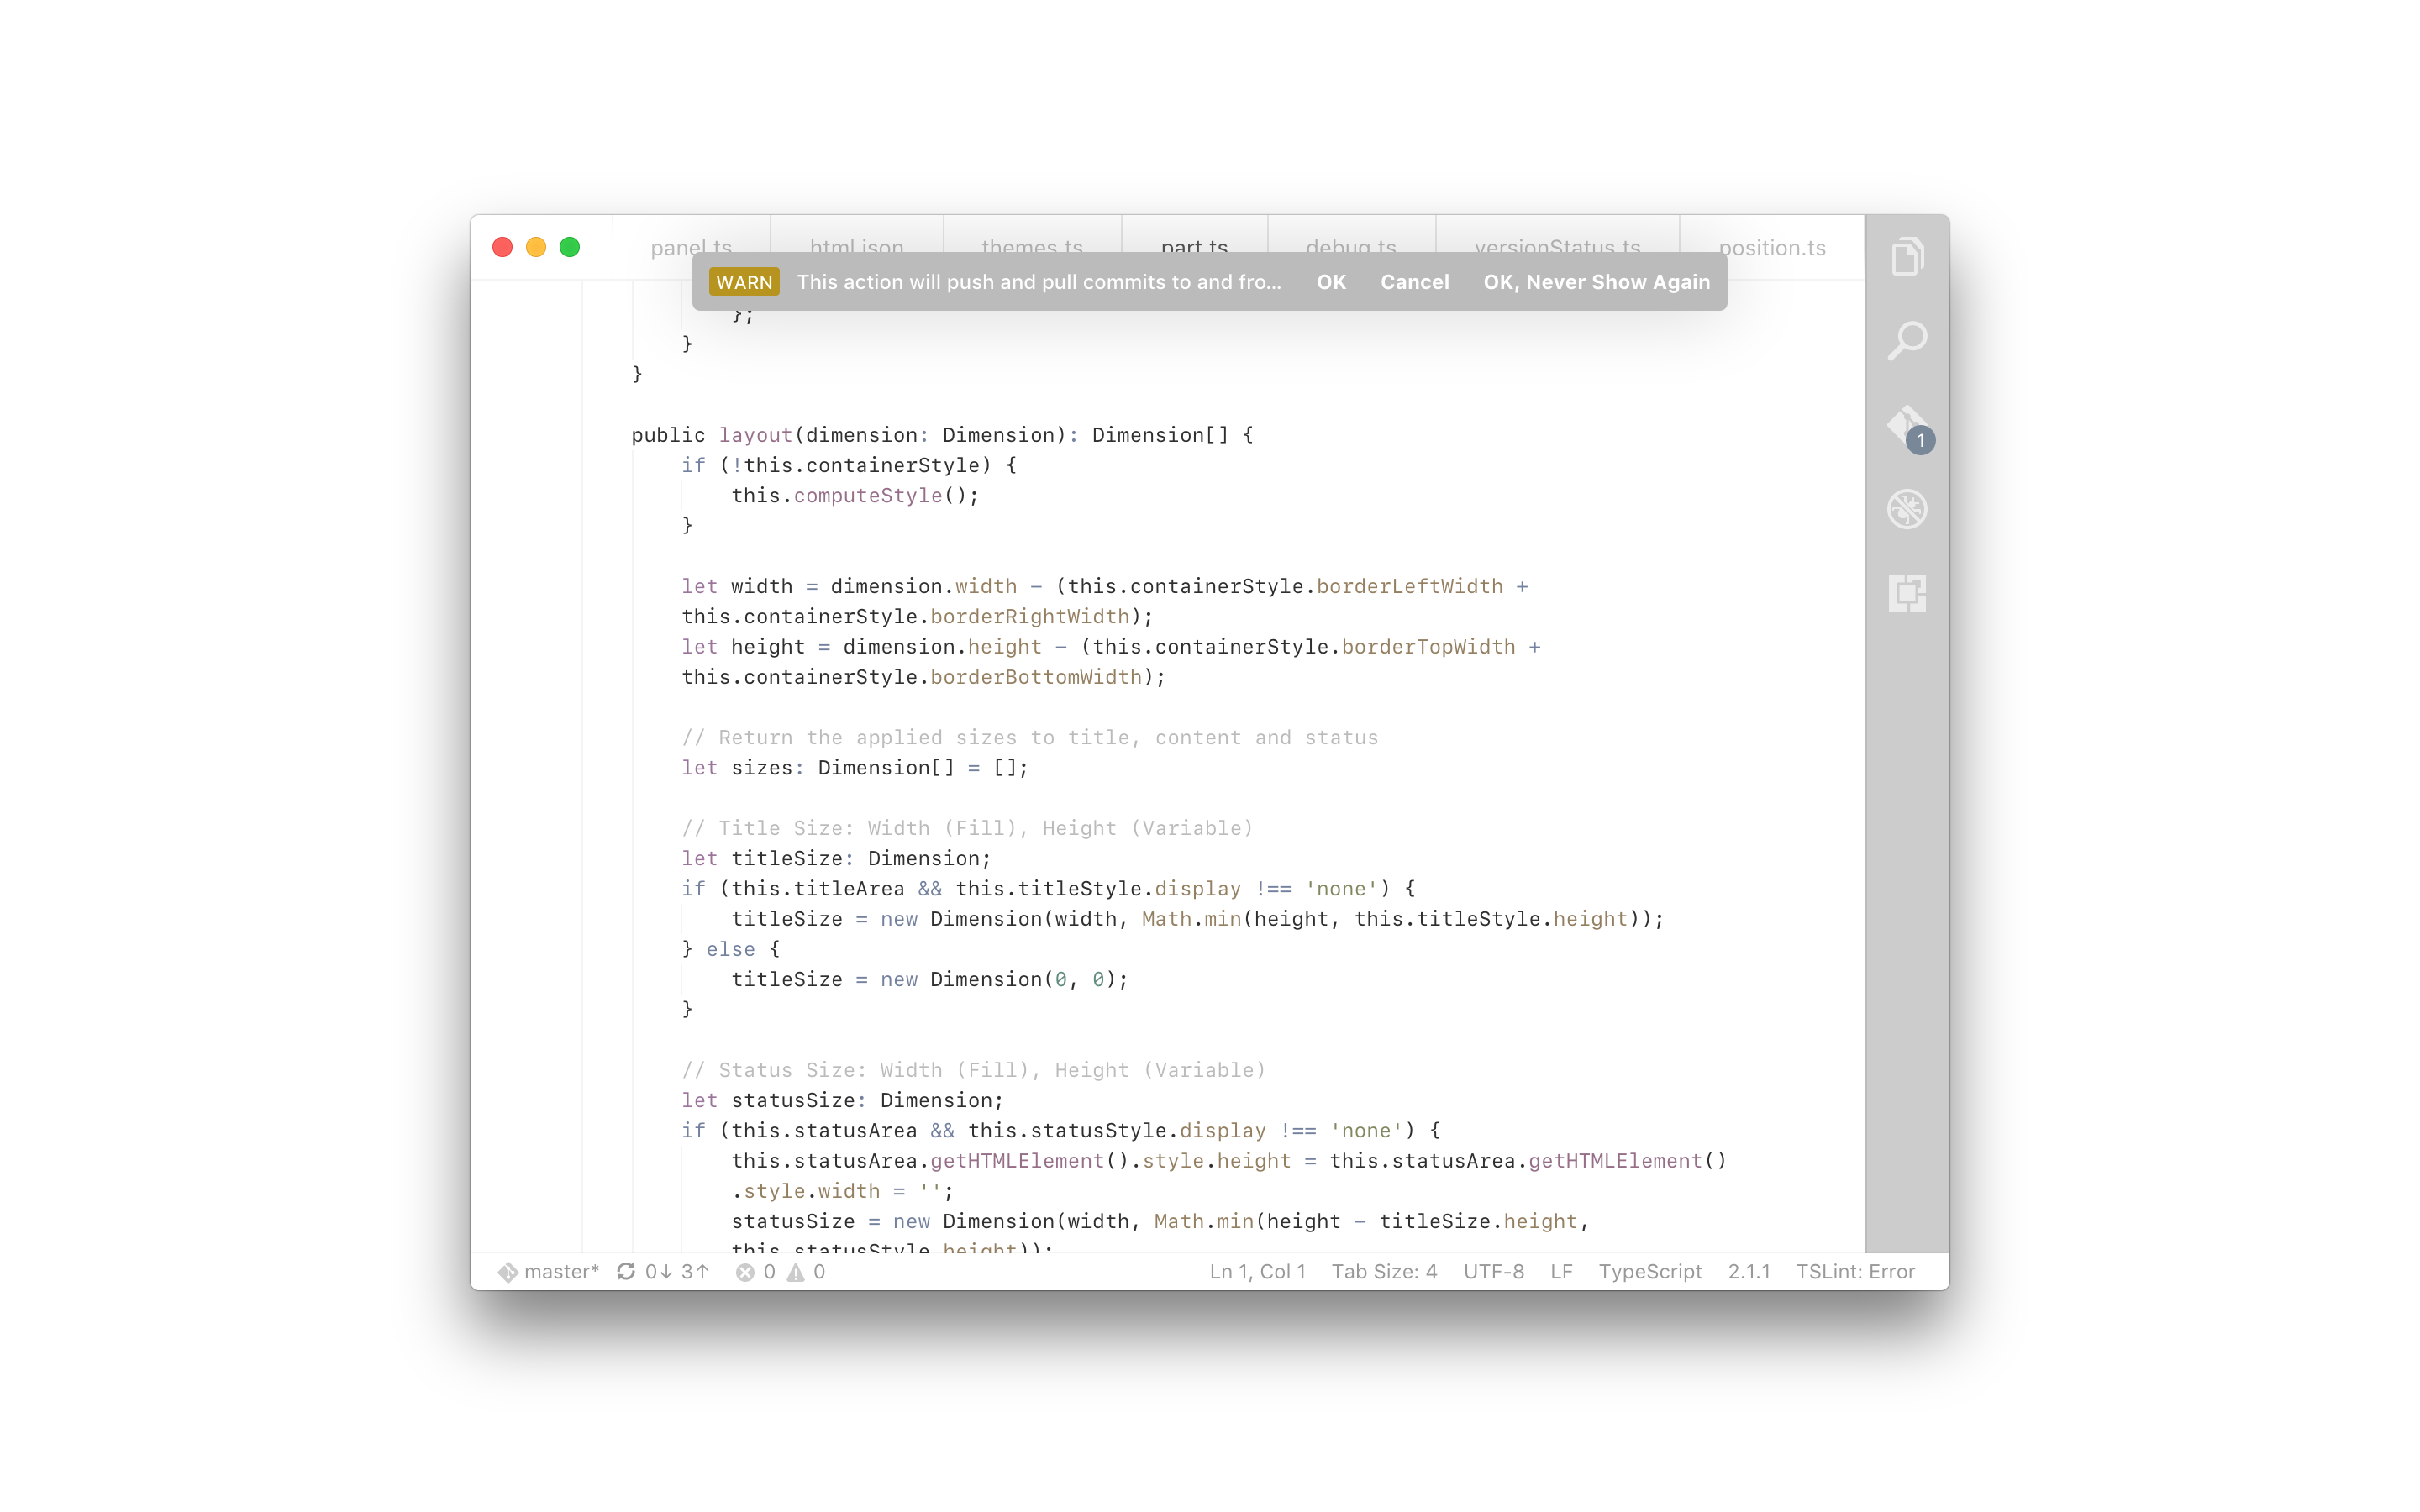 panel.ts html.json themes.ts part.ts debug.ts versionStatus.ts position.ts
WARN This action will push and pull commits to and fro... OK Cancel OK, Never Show Again
};
}
}
public layout(dimension: Dimension): Dimension[] {
if (!this.containerStyle) {
this.computeStyle();
}
let width = dimension.width - (this.containerStyle.borderLeftWidth +
this.containerStyle.borderRightWidth);
let height = dimension.height - (this.containerStyle.borderTopWidth +
this.containerStyle.borderBottomWidth);
// Return the applied sizes to title, content and status
let sizes: Dimension[] = [];
// Title Size: Width (Fill), Height (Variable)
let titleSize: Dimension;
if (this.titleArea && this.titleStyle.display !== 'none') {
titleSize = new Dimension(width, Math.min(height, this.titleStyle.height));
} else {
titleSize = new Dimension(0, 0);
}
// Status Size: Width (Fill), Height (Variable)
let statusSize: Dimension;
if (this.statusArea && this.statusStyle.display !== 'none') {
this.statusArea.getHTMLElement().style.height = this.statusArea.getHTMLElement()
.style.width = '';
statusSize = new Dimension(width, Math.min(height - titleSize.height,
this.statusStyle.height));
1
master* 0↓ 3↑ 0 0 Ln 1, Col 1 Tab Size: 4 UTF-8 LF TypeScript 2.1.1 TSLint: Error